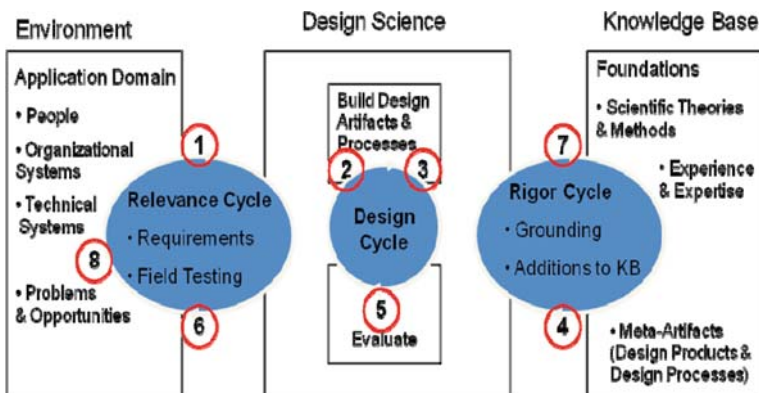 Environment
Design Science
Knowledge Base
Application Domain
• People
• Organizational
Systems
• Technical
Systems
• Problems
& Opportunities
1
Relevance Cycle
• Requirements
• Field Testing
8
6
Build Design
Artifacts &
Processes
2
3
Design
Cycle
5
Evaluate
7
Rigor Cycle
• Grounding
• Additions to KB
4
Foundations
• Scientific Theories
& Methods
• Experience
& Expertise
• Meta-Artifacts
(Design Products &
Design Processes)